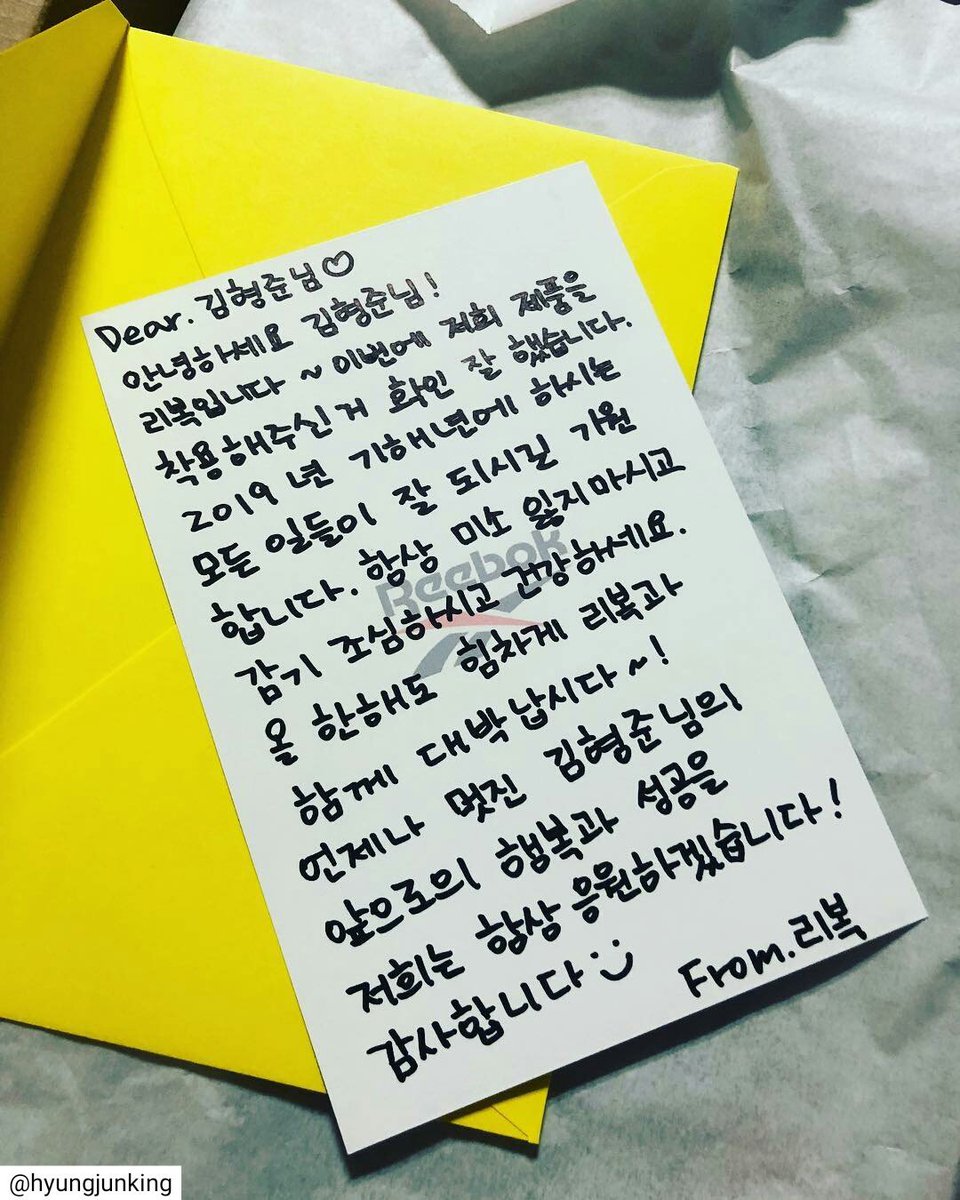 Dear. 김형준님♡
안녕하세요 김형준님!
리복입니다 ~ 이번에 저희 제품을
착용해주신거 확인 잘 했습니다.
2019년 기해년에 하시는
모든 일들이 잘 되시길 기원
합니다. 항상 미소 잃지마시고
감기 조심하시고 건강하세요.
올 한해도 힘차게 리복과
함께 대박납시다~!
언제나 멋진 김형준님의
앞으로의 행복과 성공을
저희는 항상 응원하겠습니다!
감사합니다 :)
From. 리복
Reebok
@hyungjunking